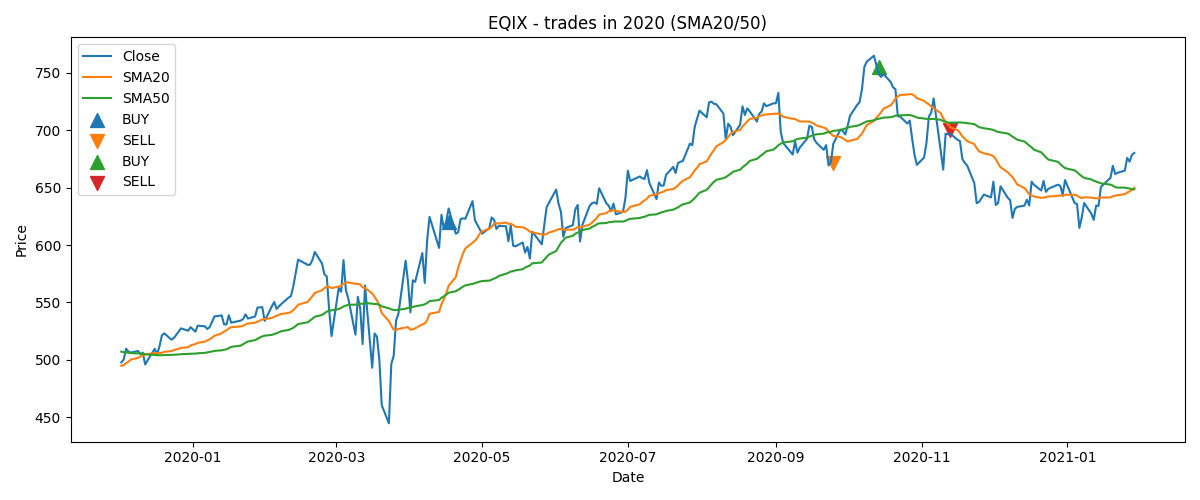 EQIX - trades in 2020 (SMA20/50)
Close
SMA20
SMA50
BUY
SELL
BUY
SELL
Price
750
700
650
600
550
500
450
2020-01 2020-03 2020-05 2020-07 2020-09 2020-11 2021-01
Date